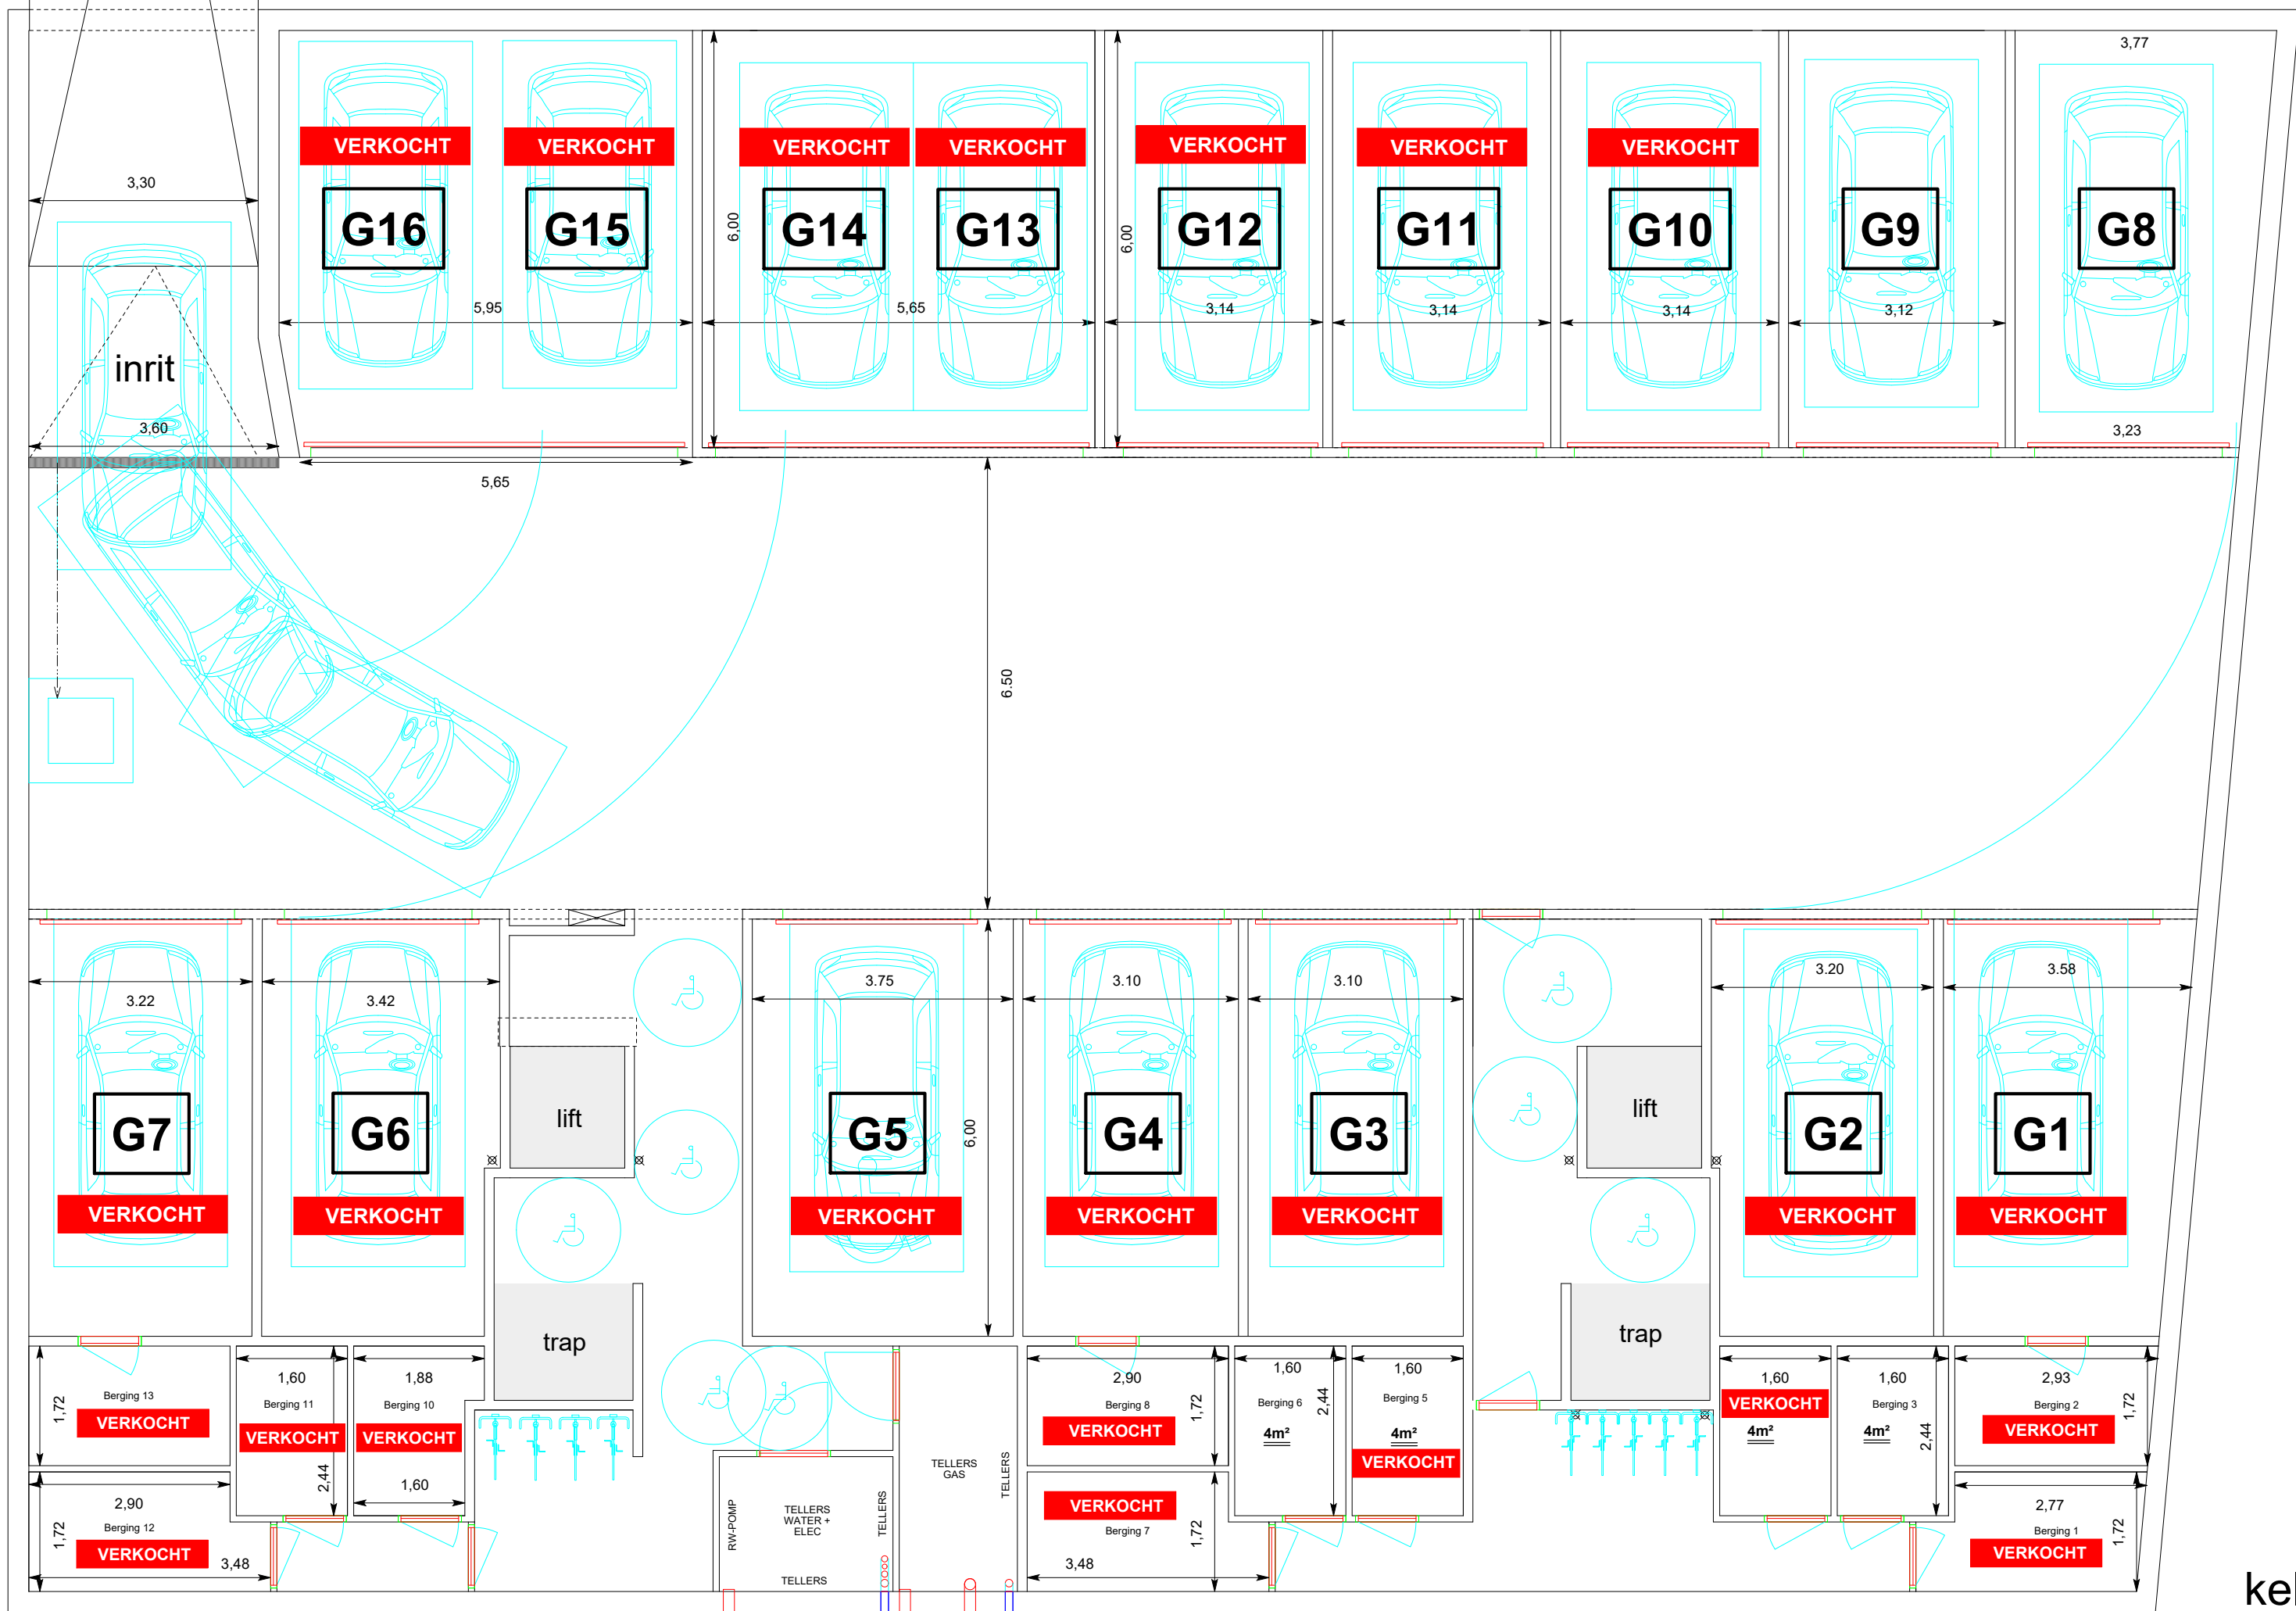 3,77
VERKOCHT
VERKOCHT
VERKOCHT
VERKOCHT
VERKOCHT
VERKOCHT
VERKOCHT
3,30
G16
G15
6,00
G14
G13
6,00
G12
G11
G10
G9
G8
5,95
5,65
3,14
3,14
3,14
3,12
inrit
3,60
3,23
5,65
6.50
3.22
3.42
3.75
3.10
3.10
3.20
3.58
lift
lift
G7
G6
G5
6,00
G4
G3
G2
G1
VERKOCHT
VERKOCHT
VERKOCHT
VERKOCHT
VERKOCHT
VERKOCHT
VERKOCHT
trap
trap
1,72
Berging 13
VERKOCHT
1,60
Berging 11
VERKOCHT
2,44
1,88
Berging 10
VERKOCHT
1,60
2,90
Berging 8
VERKOCHT
1,72
1,60
Berging 6
4m²
2,44
1,60
Berging 5
4m²
VERKOCHT
1,60
VERKOCHT
4m²
1,60
Berging 3
4m²
2,44
2,93
Berging 2
VERKOCHT
1,72
2,90
Berging 12
VERKOCHT
1,72
3,48
RW-POMP
TELLERS
WATER +
ELEC
TELLERS
TELLERS
TELLERS
GAS
TELLERS
VERKOCHT
Berging 7
1,72
3,48
2,77
Berging 1
VERKOCHT
1,72
kel